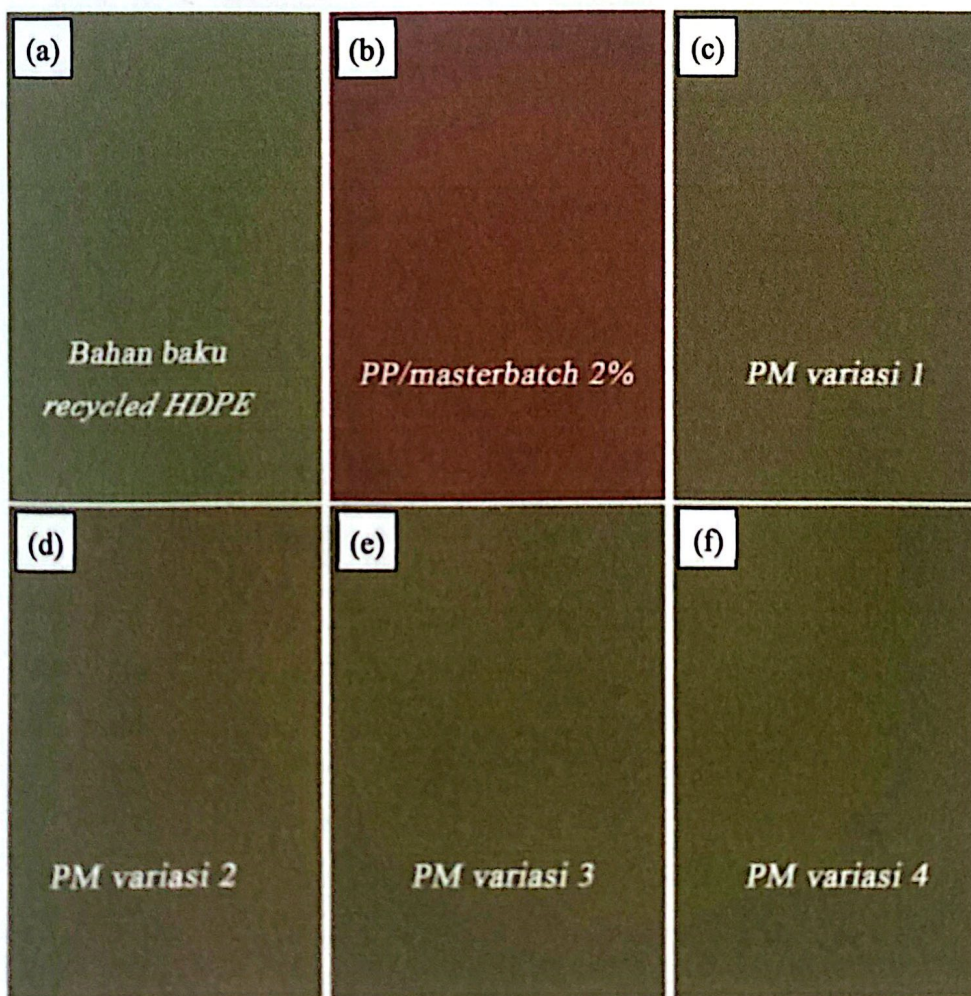 (a)
Bahan baku
recycled HDPE
(b)
PP/masterbatch 2%
(c)
PM variasi 1
(d)
PM variasi 2
(e)
PM variasi 3
(f)
PM variasi 4